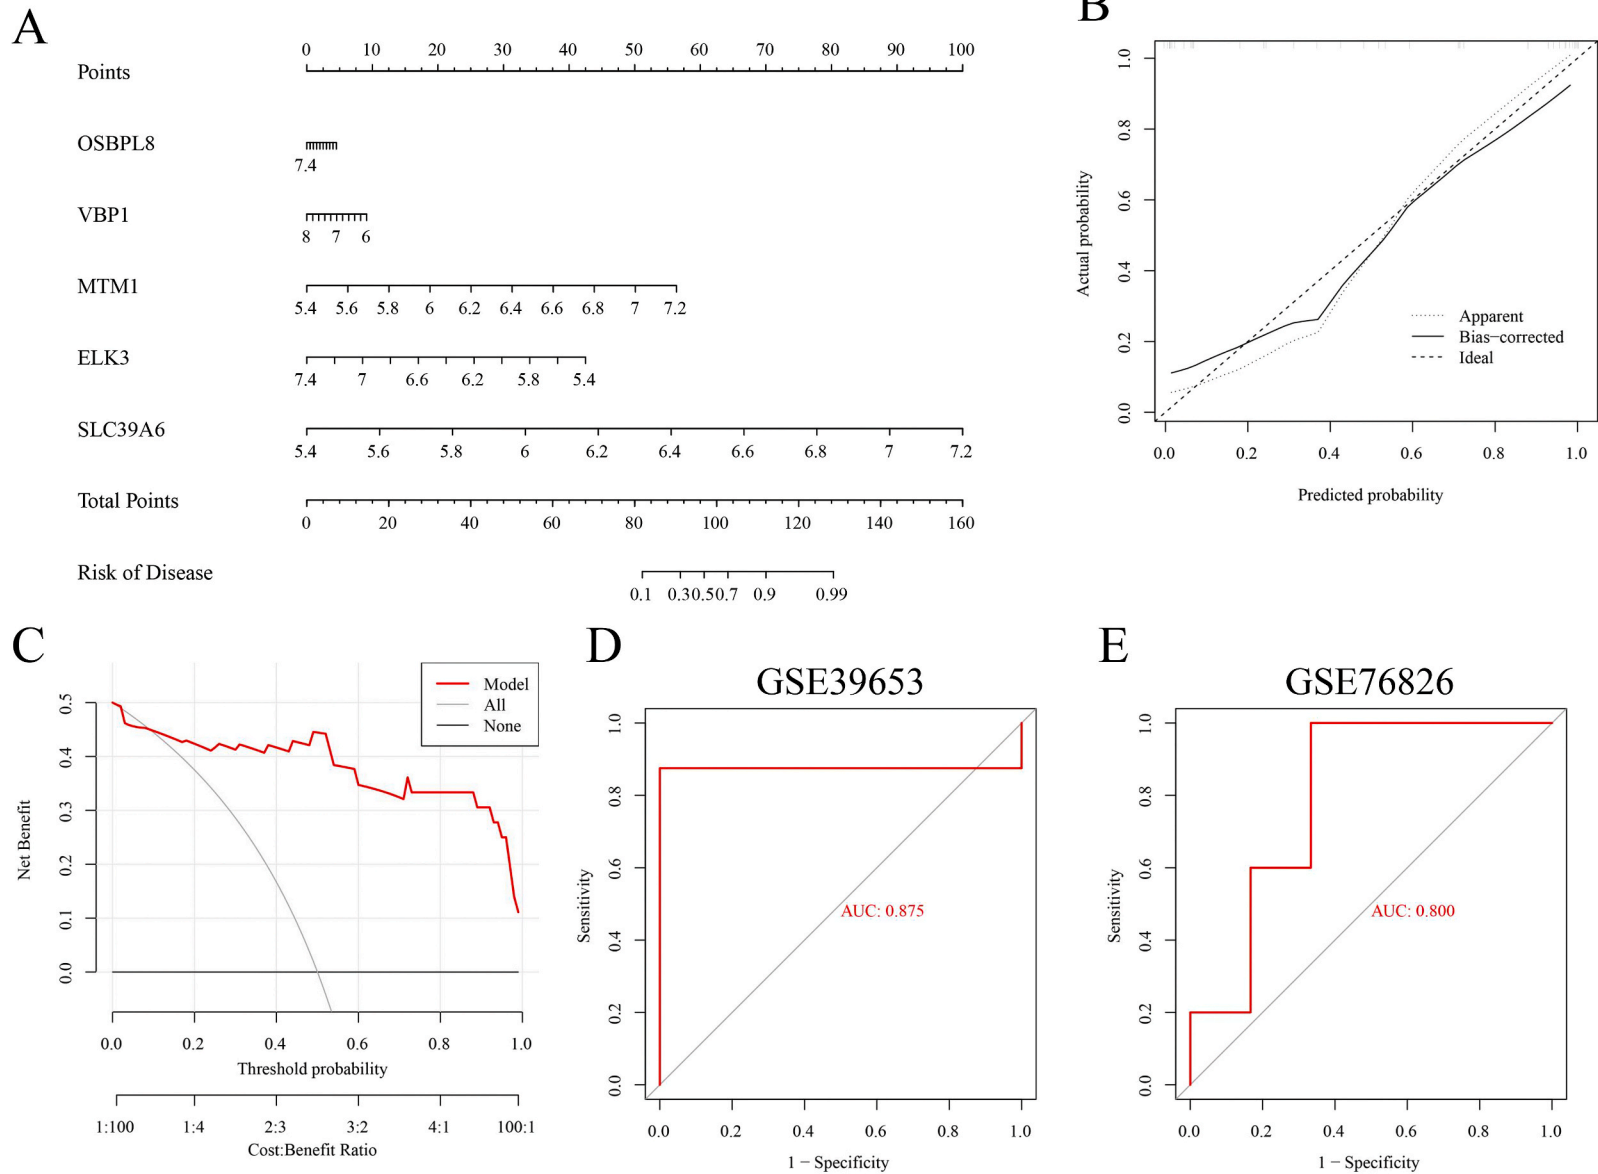 A
Points
0 10 20 30 40 50 60 70 80 90 100
OSBPL8
7.4
VBP1
8 7 6
MTM1
5.4 5.6 5.8 6 6.2 6.4 6.6 6.8 7 7.2
ELK3
7.4 7 6.6 6.2 5.8 5.4
SLC39A6
5.4 5.6 5.8 6 6.2 6.4 6.6 6.8 7 7.2
Total Points
0 20 40 60 80 100 120 140 160
Risk of Disease
0.1 0.3 0.5 0.7 0.9 0.99
B
Actual probability
1.0
0.8
0.6
0.4
0.2
0.0
Apparent
Bias-corrected
Ideal
0.0 0.2 0.4 0.6 0.8 1.0
Predicted probability
C
Net Benefit
0.5
0.4
0.3
0.2
0.1
0.0
Model
All
None
0.0 0.2 0.4 0.6 0.8 1.0
Threshold probability
1:100 1:4 2:3 3:2 4:1 100:1
Cost:Benefit Ratio
D
GSE39653
Sensitivity
1.0
0.8
0.6
0.4
0.2
0.0
AUC: 0.875
0.0 0.2 0.4 0.6 0.8 1.0
1 − Specificity
E
GSE76826
Sensitivity
1.0
0.8
0.6
0.4
0.2
0.0
AUC: 0.800
0.0 0.2 0.4 0.6 0.8 1.0
1 − Specificity